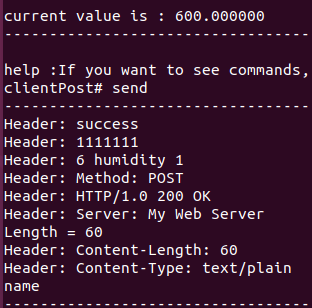 current value is : 600.000000
-----------------------------------
help :If you want to see commands,
clientPost# send
-----------------------------------
Header: success
Header: 1111111
Header: 6 humidity 1
Header: Method: POST
Header: HTTP/1.0 200 OK
Header: Server: My Web Server
Length = 60
Header: Content-Length: 60
Header: Content-Type: text/plain
name
-----------------------------------